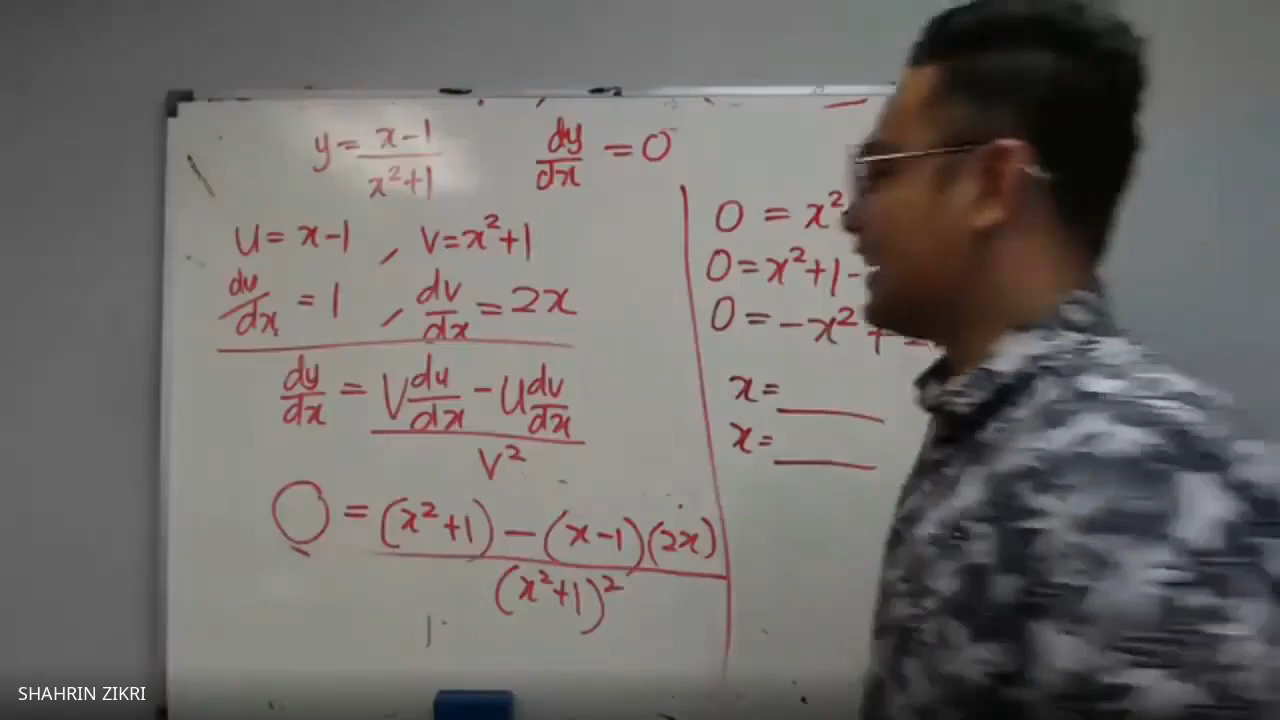 y = x-1 / x²+1    dy/dx = 0
u = x-1 , v = x²+1
du/dx = 1 , dv/dx = 2x
dy/dx = V du/dx - U dv/dx / V²
0 = (x²+1) - (x-1)(2x) / (x²+1)²
0 = x²
0 = x²+1 -
0 = -x² +
x = ____
x = ____
SHAHRIN ZIKRI